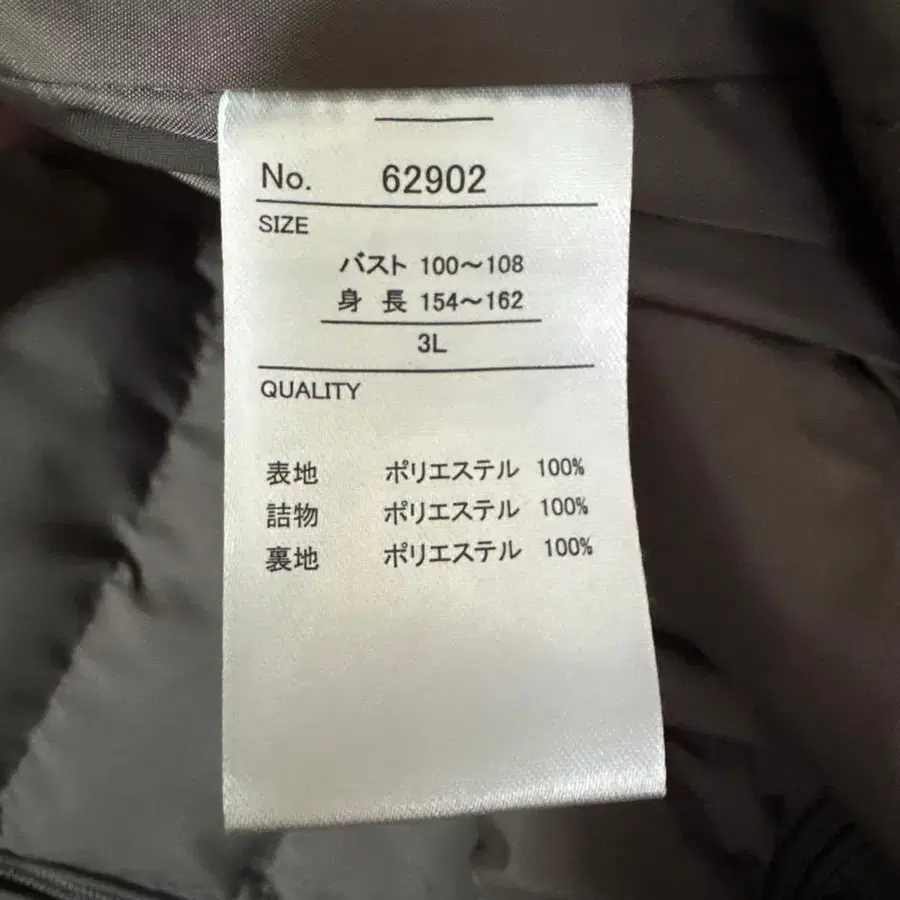 No. 62902
SIZE
バスト 100～108
身 長 154～162
3L
QUALITY
表地 ポリエステル 100%
詰物 ポリエステル 100%
裏地 ポリエステル 100%